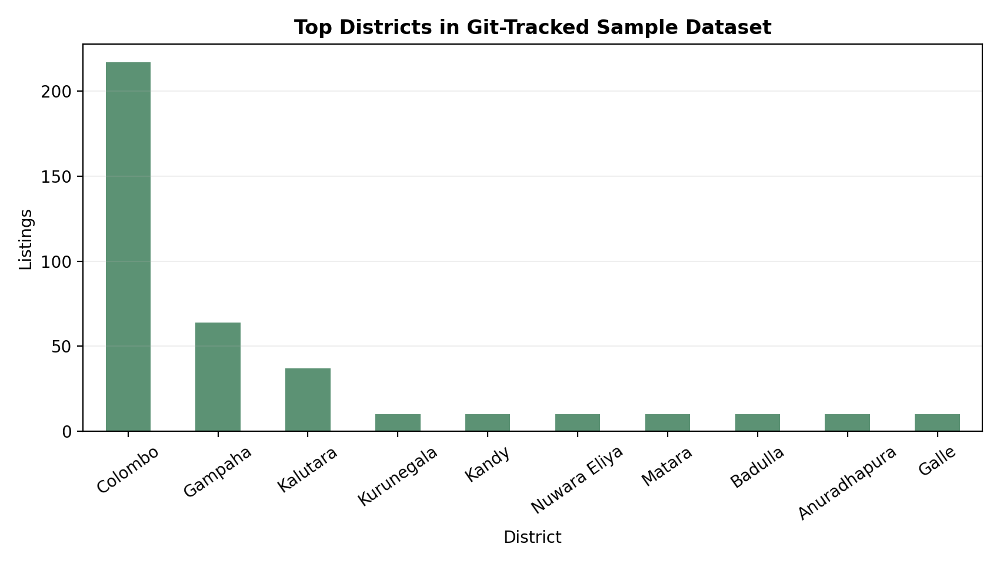 Top Districts in Git-Tracked Sample Dataset
Listings
200
150
100
50
0
Colombo
Gampaha
Kalutara
Kurunegala
Kandy
Nuwara Eliya
Matara
Badulla
Anuradhapura
Galle
District